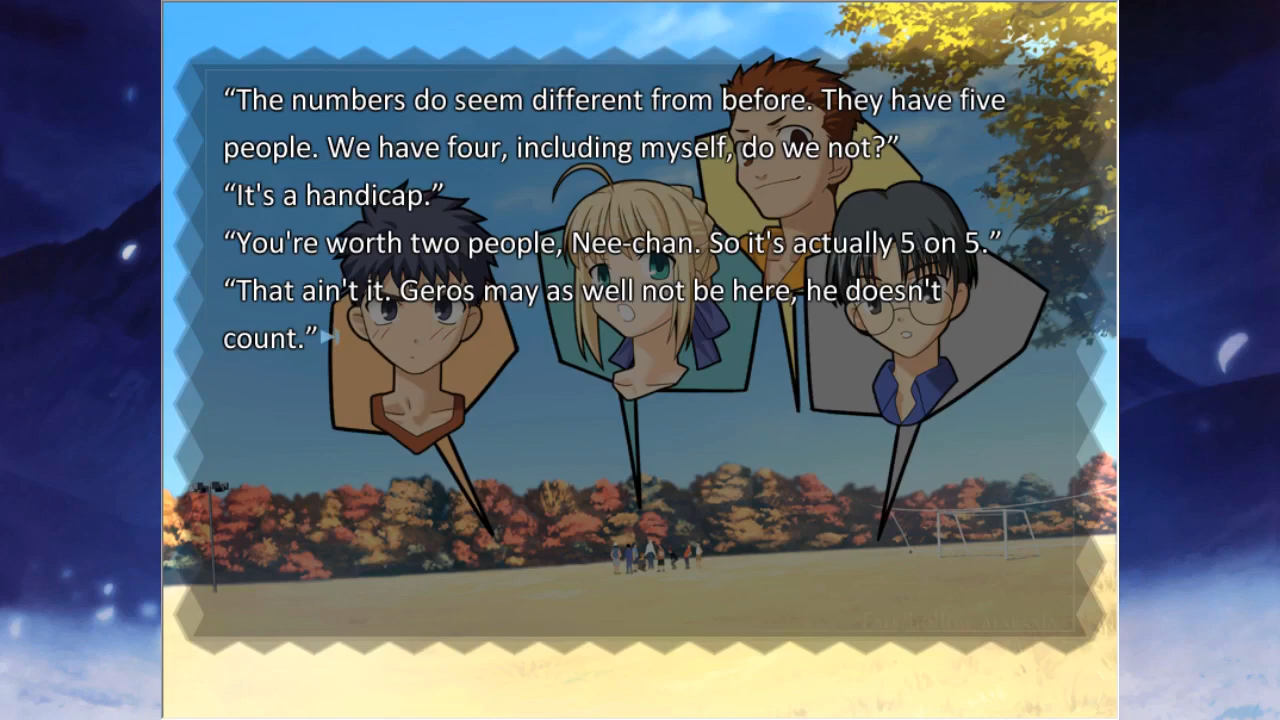 “The numbers do seem different from before. They have five
people. We have four, including myself, do we not?”
“It's a handicap.”
“You're worth two people, Nee-chan. So it's actually 5 on 5.”
“That ain't it. Geros may as well not be here, he doesn't
count.”